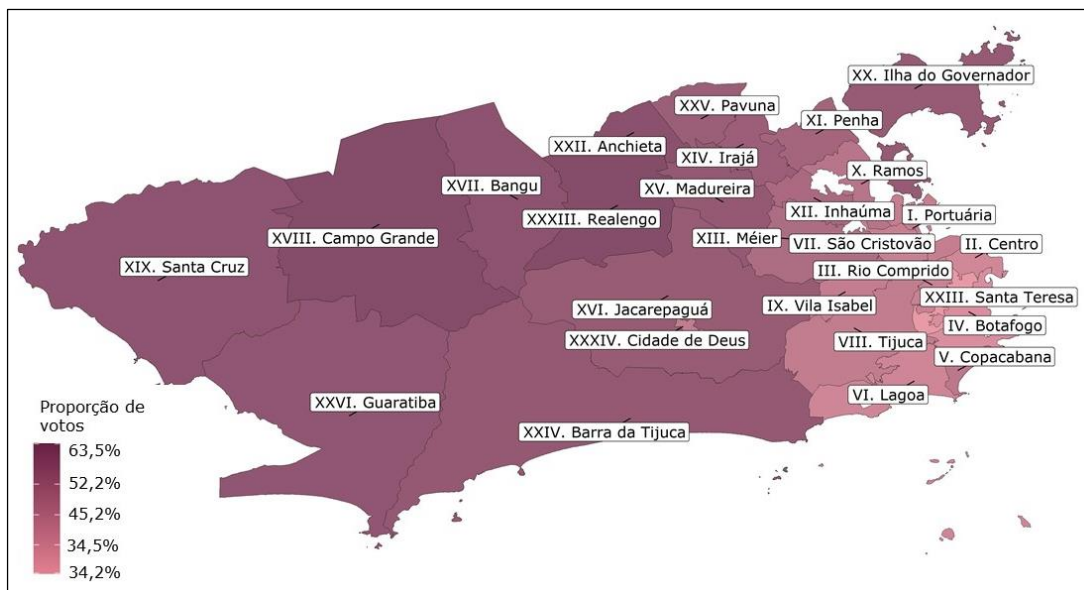 XX. Ilha do Governador
XXV. Pavuna
XI. Penha
XXII. Anchieta
XIV. Irajá
X. Ramos
XVII. Bangu
XV. Madureira
XII. Inhaúma
I. Portuária
XXXIII. Realengo
XVIII. Campo Grande
XIII. Méier
VII. São Cristovão
II. Centro
XIX. Santa Cruz
III. Rio Comprido
XXIII. Santa Teresa
XVI. Jacarepaguá
IX. Vila Isabel
IV. Botafogo
XXXIV. Cidade de Deus
VIII. Tijuca
V. Copacabana
VI. Lagoa
XXVI. Guaratiba
XXIV. Barra da Tijuca
Proporção de
votos
63,5%
52,2%
45,2%
34,5%
34,2%